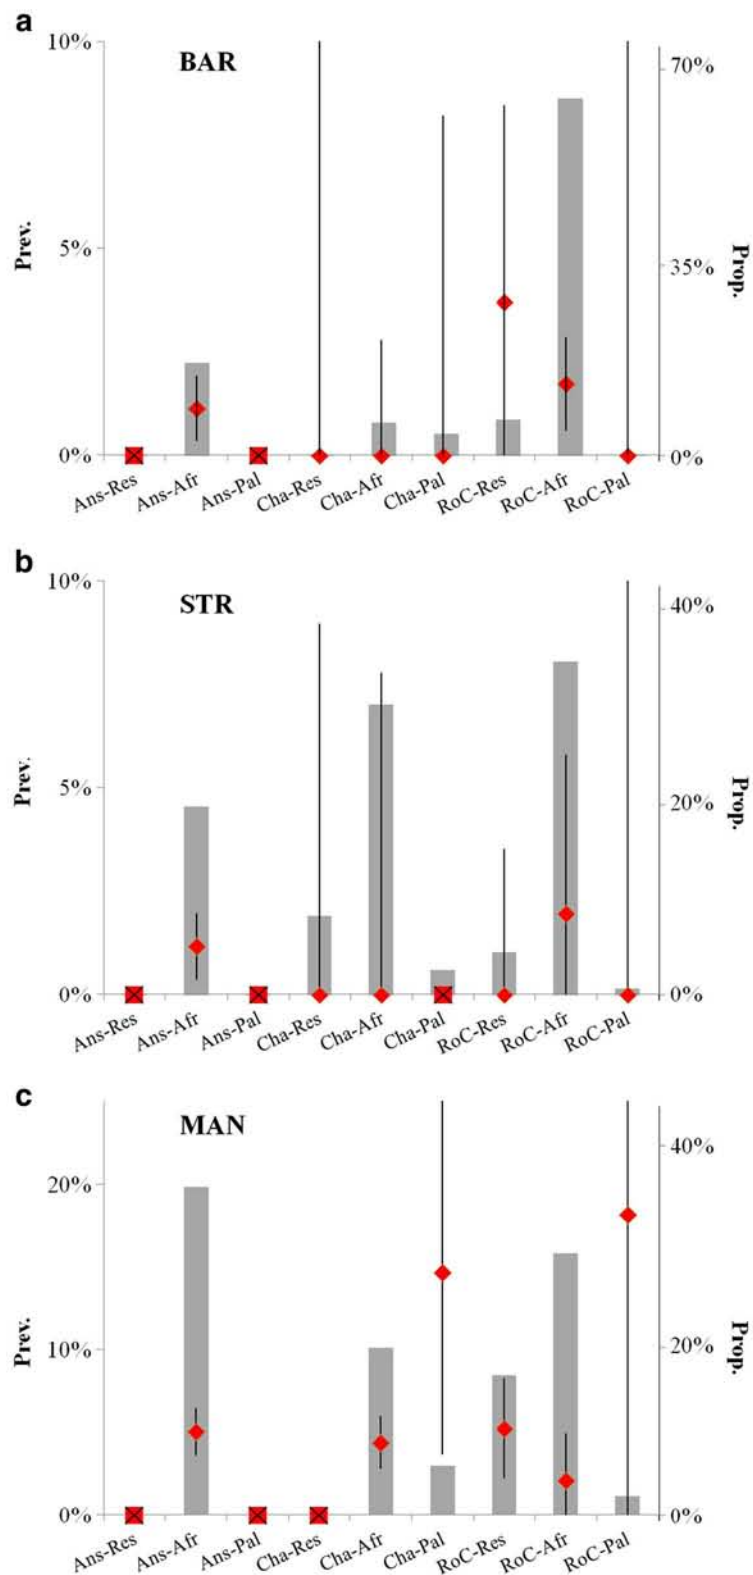 a
BAR
10%
5%
0%
Prev.
70%
35%
0%
Prop.
Ans-Res
Ans-Afr
Ans-Pal
Cha-Res
Cha-Afr
Cha-Pal
RoC-Res
RoC-Afr
RoC-Pal
b
STR
10%
5%
0%
Prev.
40%
20%
0%
Prop.
Ans-Res
Ans-Afr
Ans-Pal
Cha-Res
Cha-Afr
Cha-Pal
RoC-Res
RoC-Afr
RoC-Pal
c
MAN
20%
10%
0%
Prev.
40%
20%
0%
Prop.
Ans-Res
Ans-Afr
Ans-Pal
Cha-Res
Cha-Afr
Cha-Pal
RoC-Res
RoC-Afr
RoC-Pal